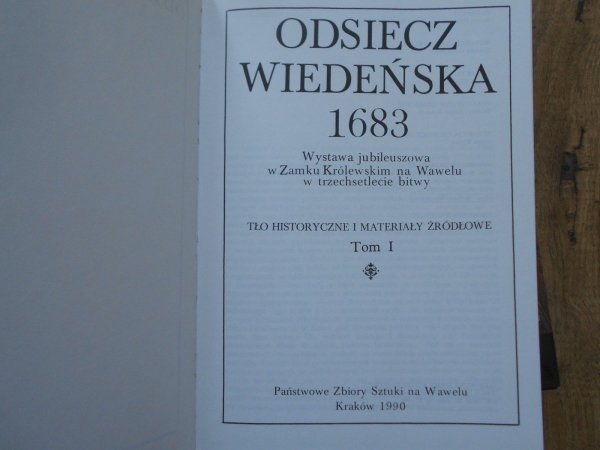 ODSIECZ
WIEDEŃSKA
1683
Wystawa jubileuszowa
w Zamku Królewskim na Wawelu
w trzechsetlecie bitwy
TŁO HISTORYCZNE I MATERIAŁY ŹRÓDŁOWE
Tom I
Państwowe Zbiory Sztuki na Wawelu
Kraków 1990